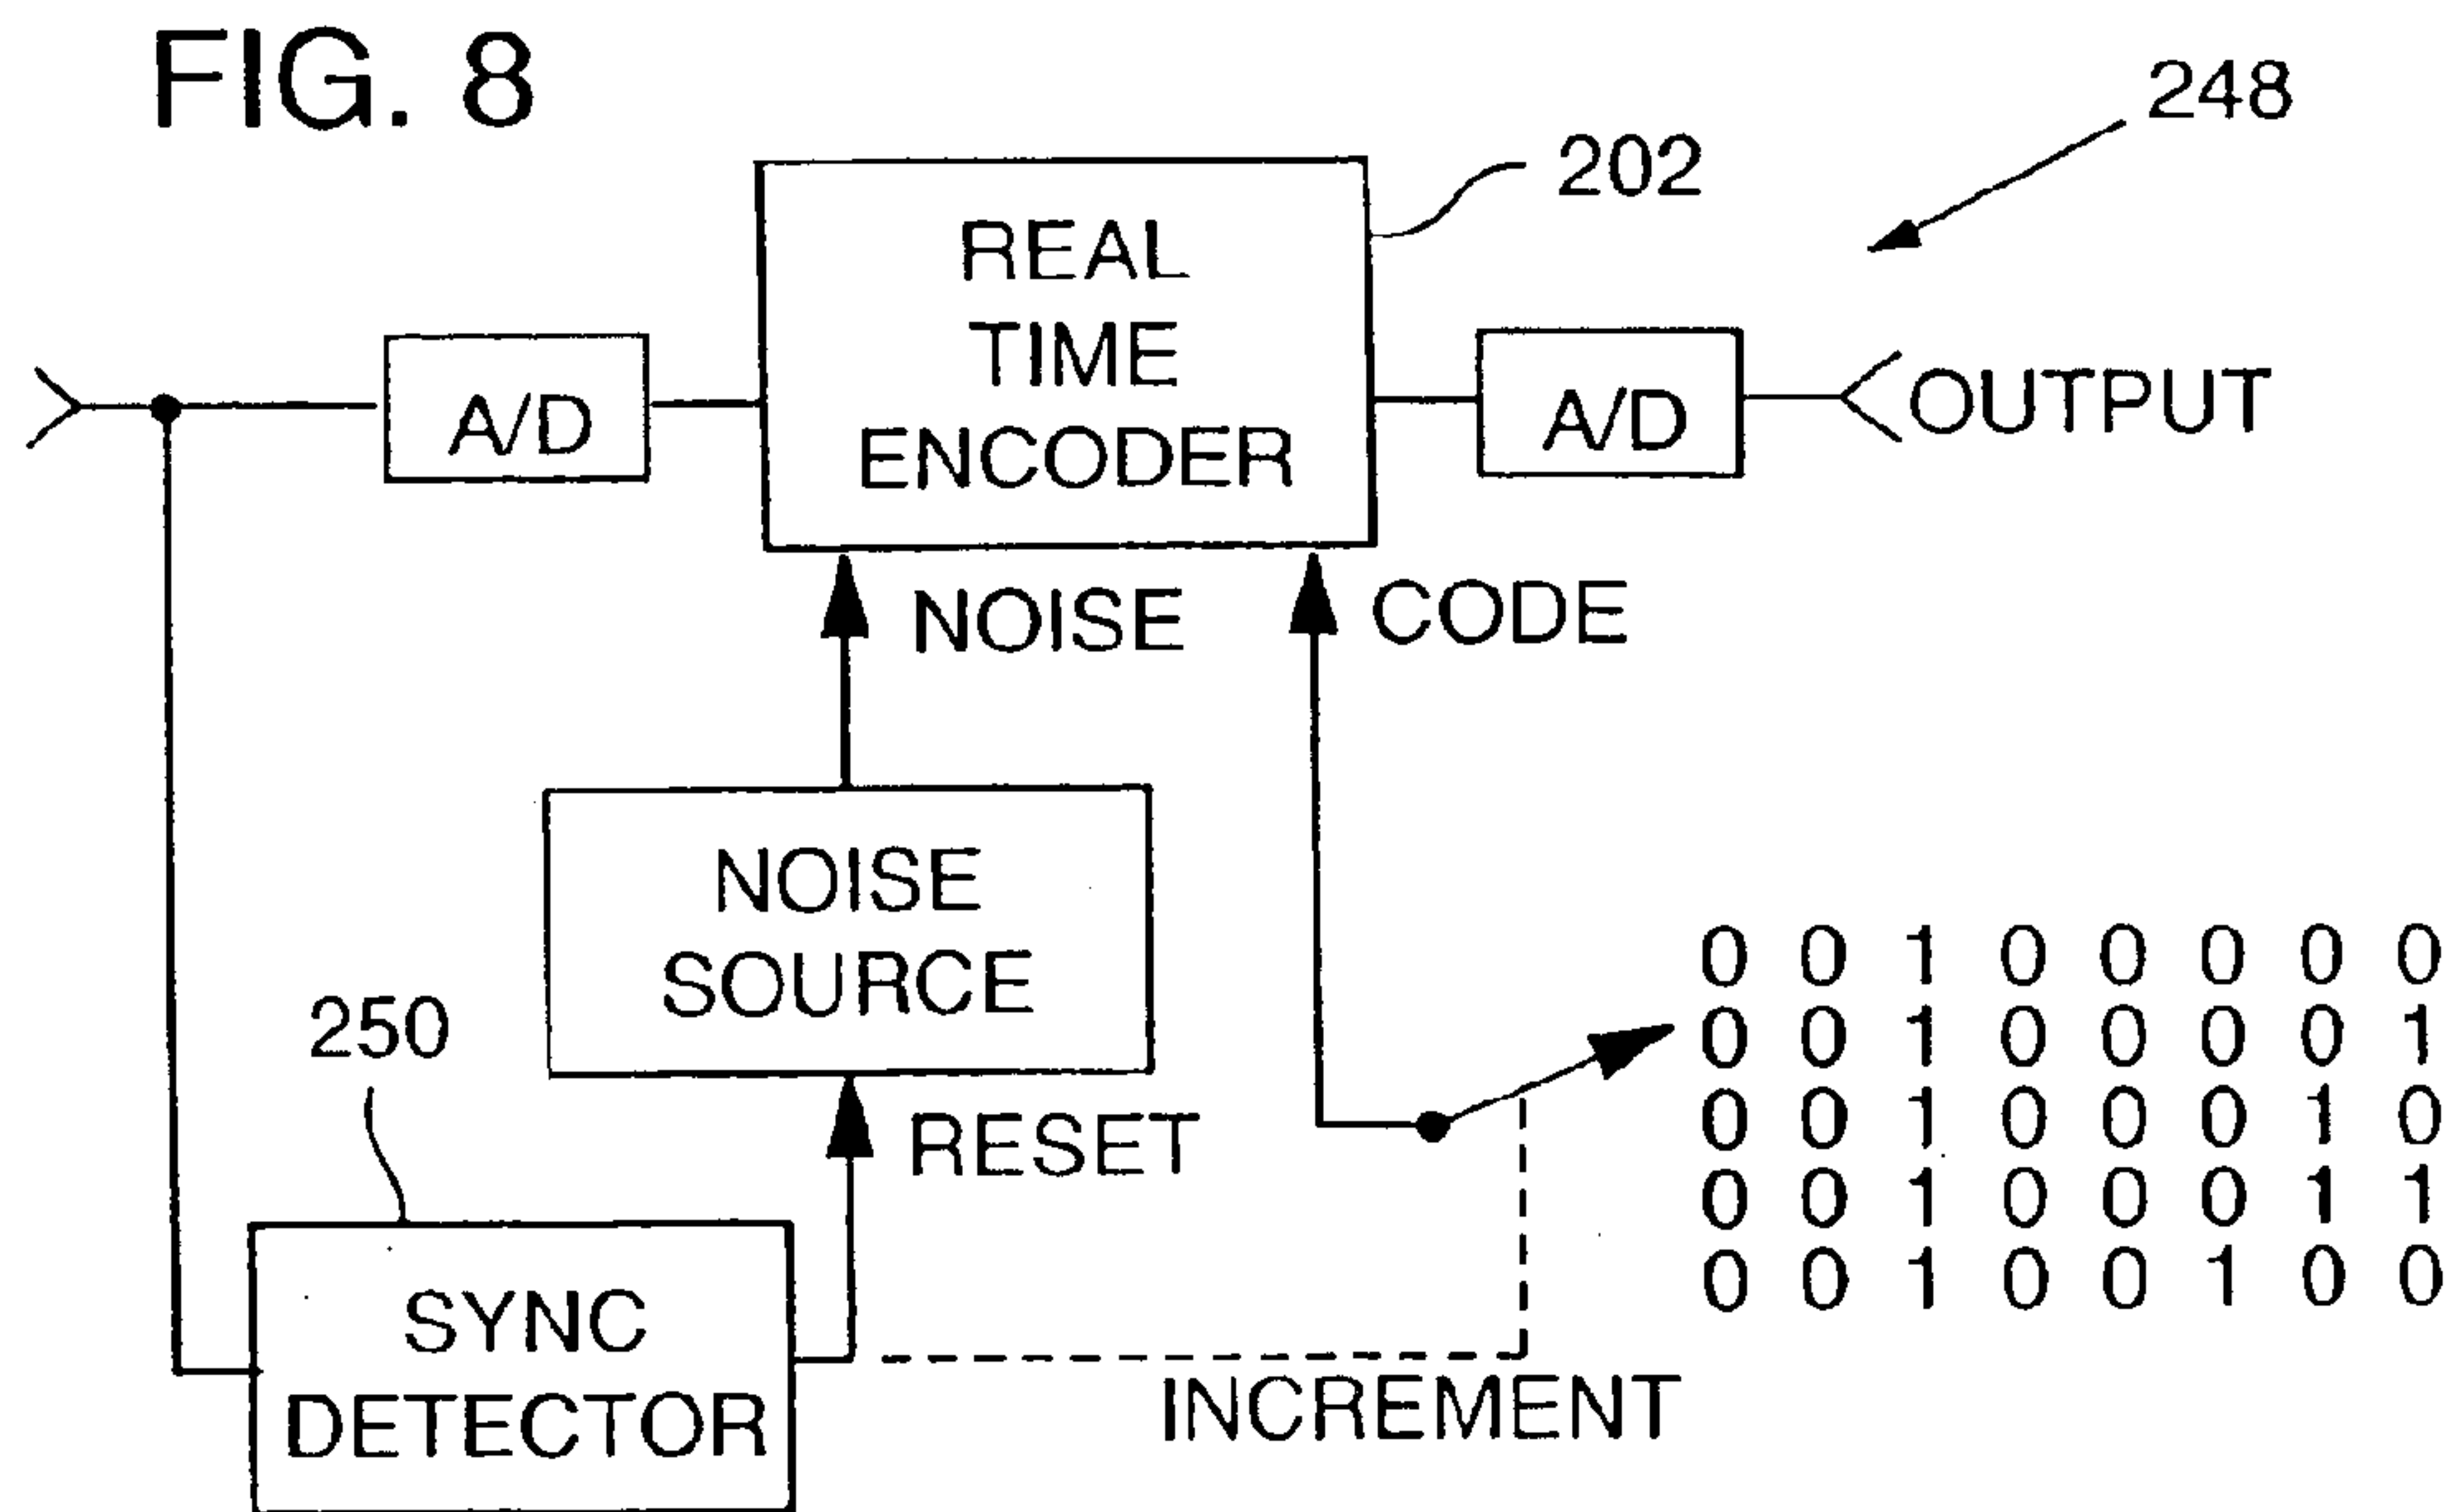 FIG. 8
248
202
REAL
TIME
ENCODER
A/D
A/D
OUTPUT
NOISE
CODE
NOISE
SOURCE
250
RESET
0 0 1 0 0 0 0 0
0 0 1 0 0 0 0 1
0 0 1 0 0 0 1 0
0 0 1 0 0 0 1 1
0 0 1 0 0 1 0 0
SYNC
DETECTOR
INCREMENT